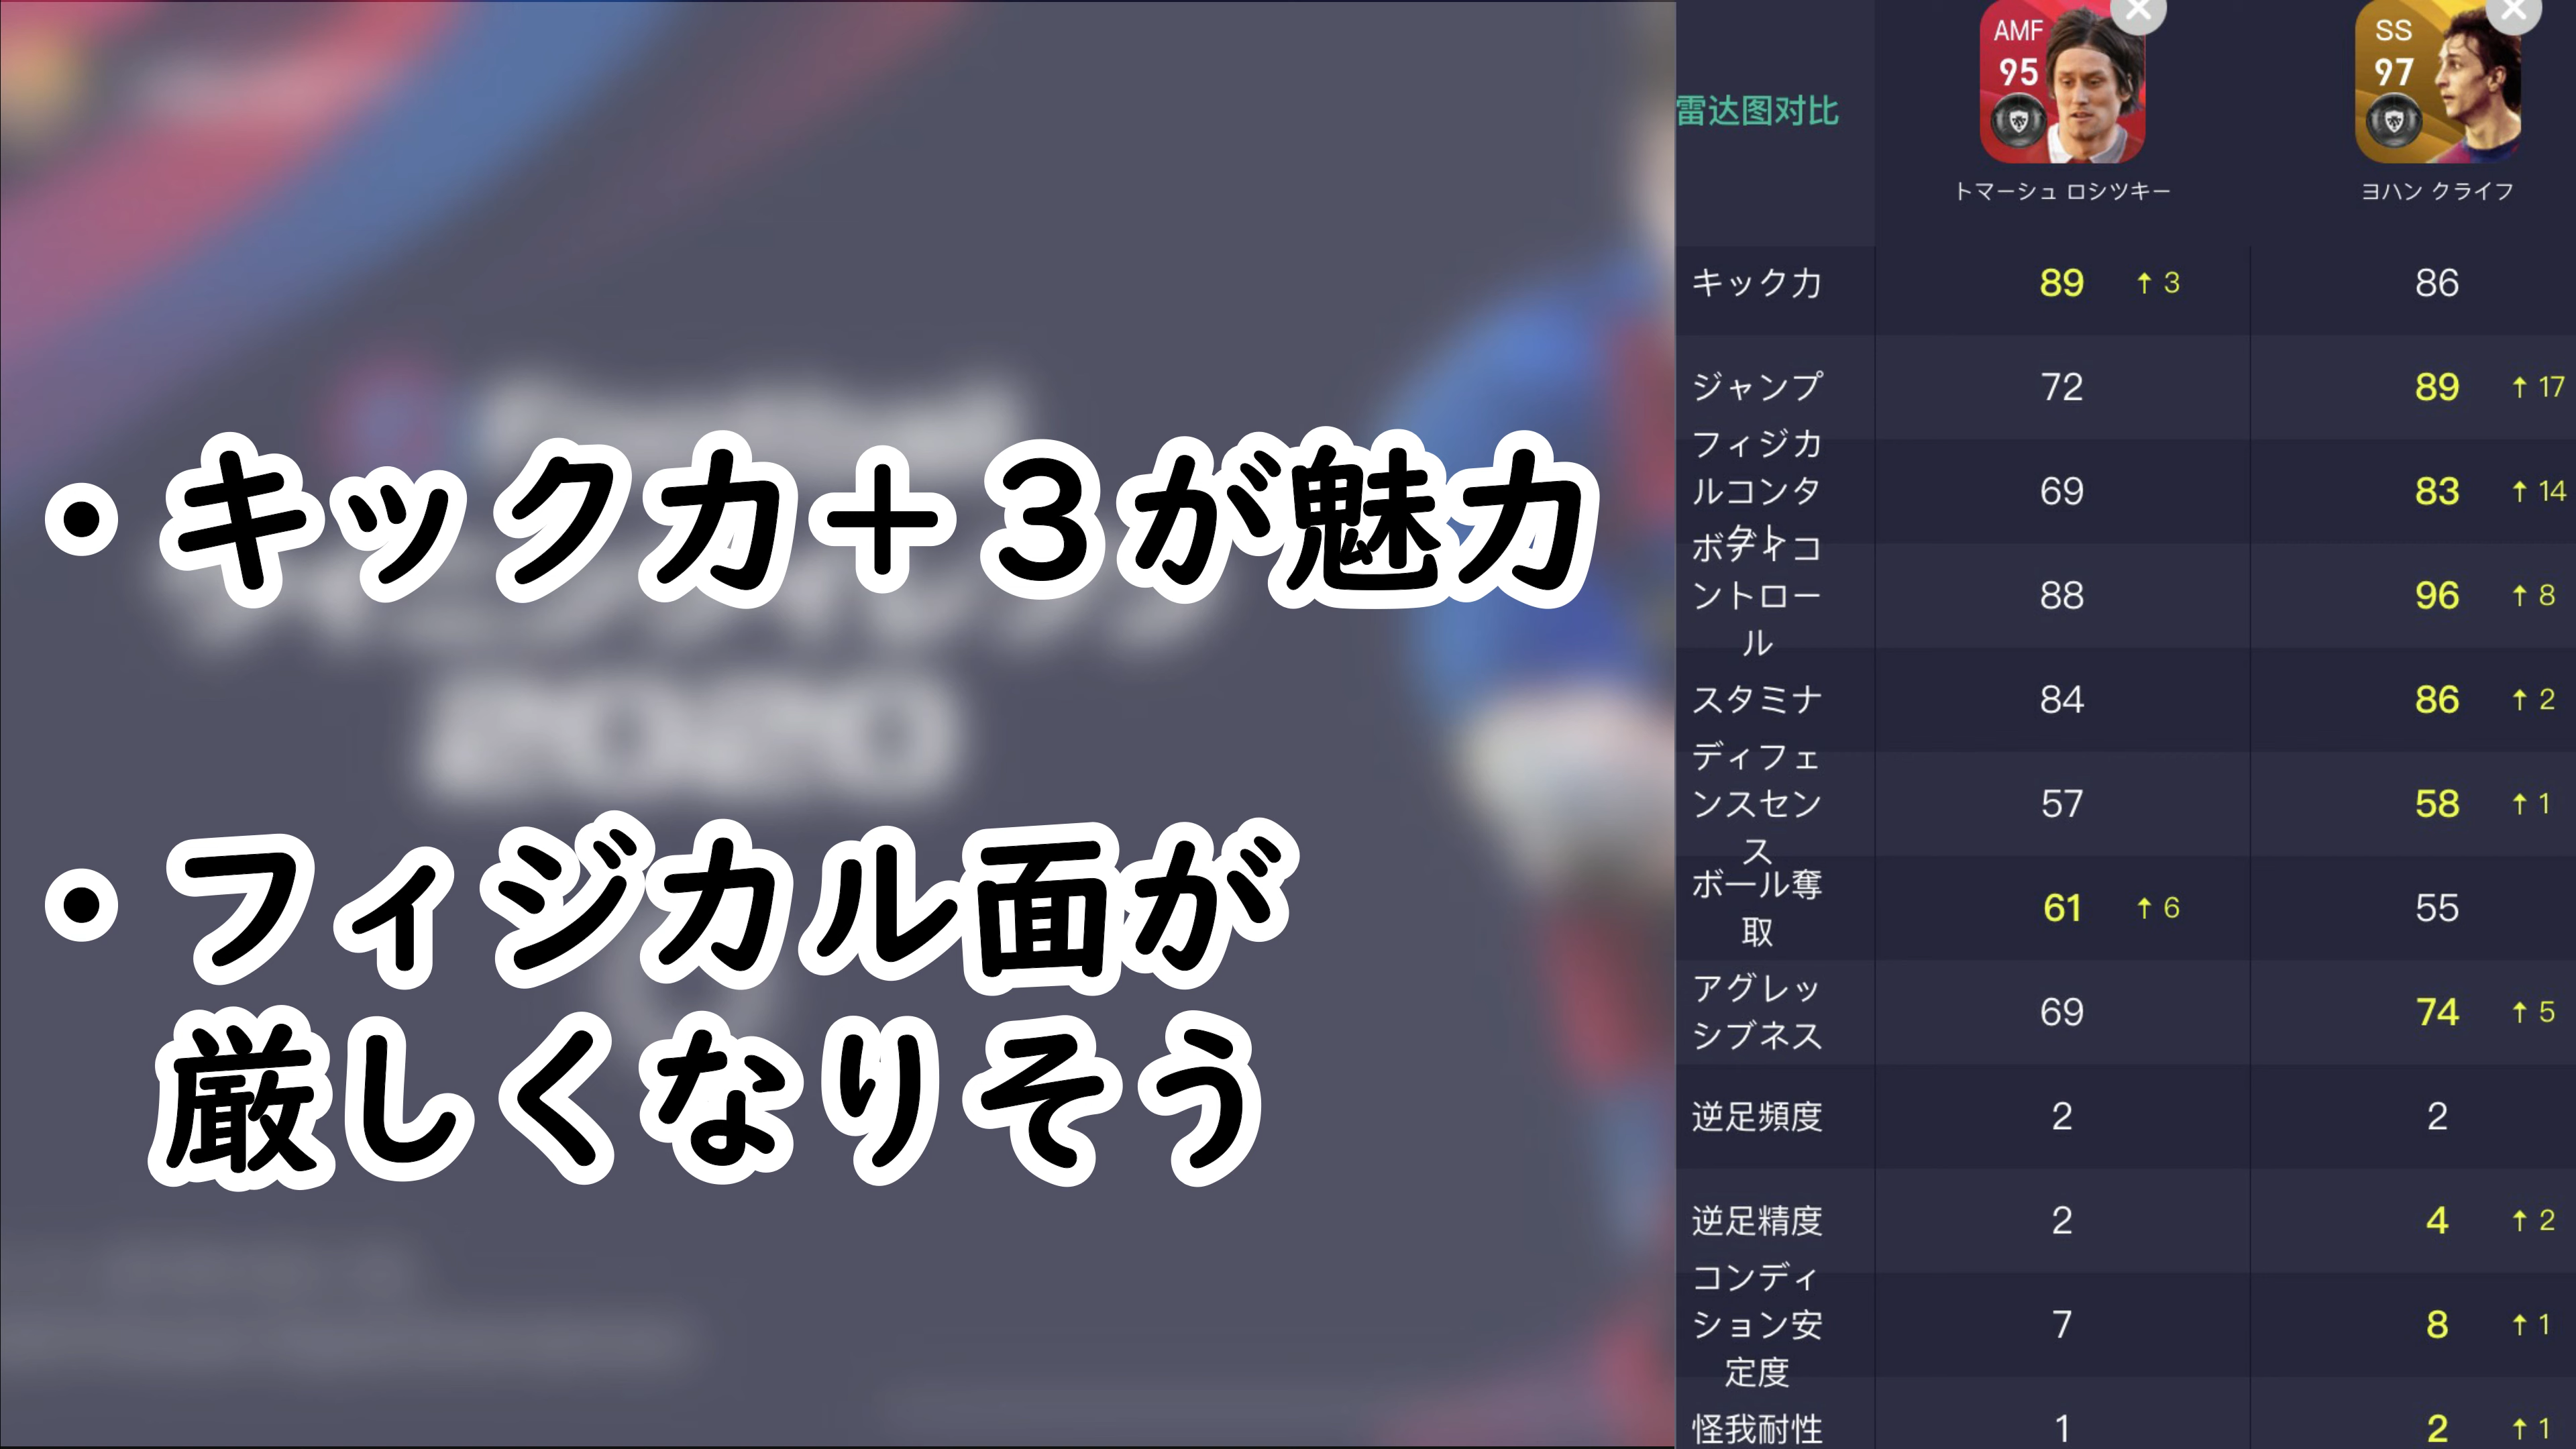 ・キック力＋３が魅力
・フィジカル面が
厳しくなりそう
雷达图对比
AMF
95
トマーシュ ロシツキー
SS
97
ヨハン クライフ
キック力 89 ↑ 3 86
ジャンプ 72 89 ↑ 17
フィジカ
ルコンタ 69 83 ↑ 14
クト
ボディコ
ントロー 88 96 ↑ 8
ル
スタミナ 84 86 ↑ 2
ディフェ
ンスセン 57 58 ↑ 1
ス
ボール奪
取 61 ↑ 6 55
アグレッ
シブネス 69 74 ↑ 5
逆足頻度 2 2
逆足精度 2 4 ↑ 2
コンディ
ション安 7 8 ↑ 1
定度
怪我耐性 1 2 ↑ 1